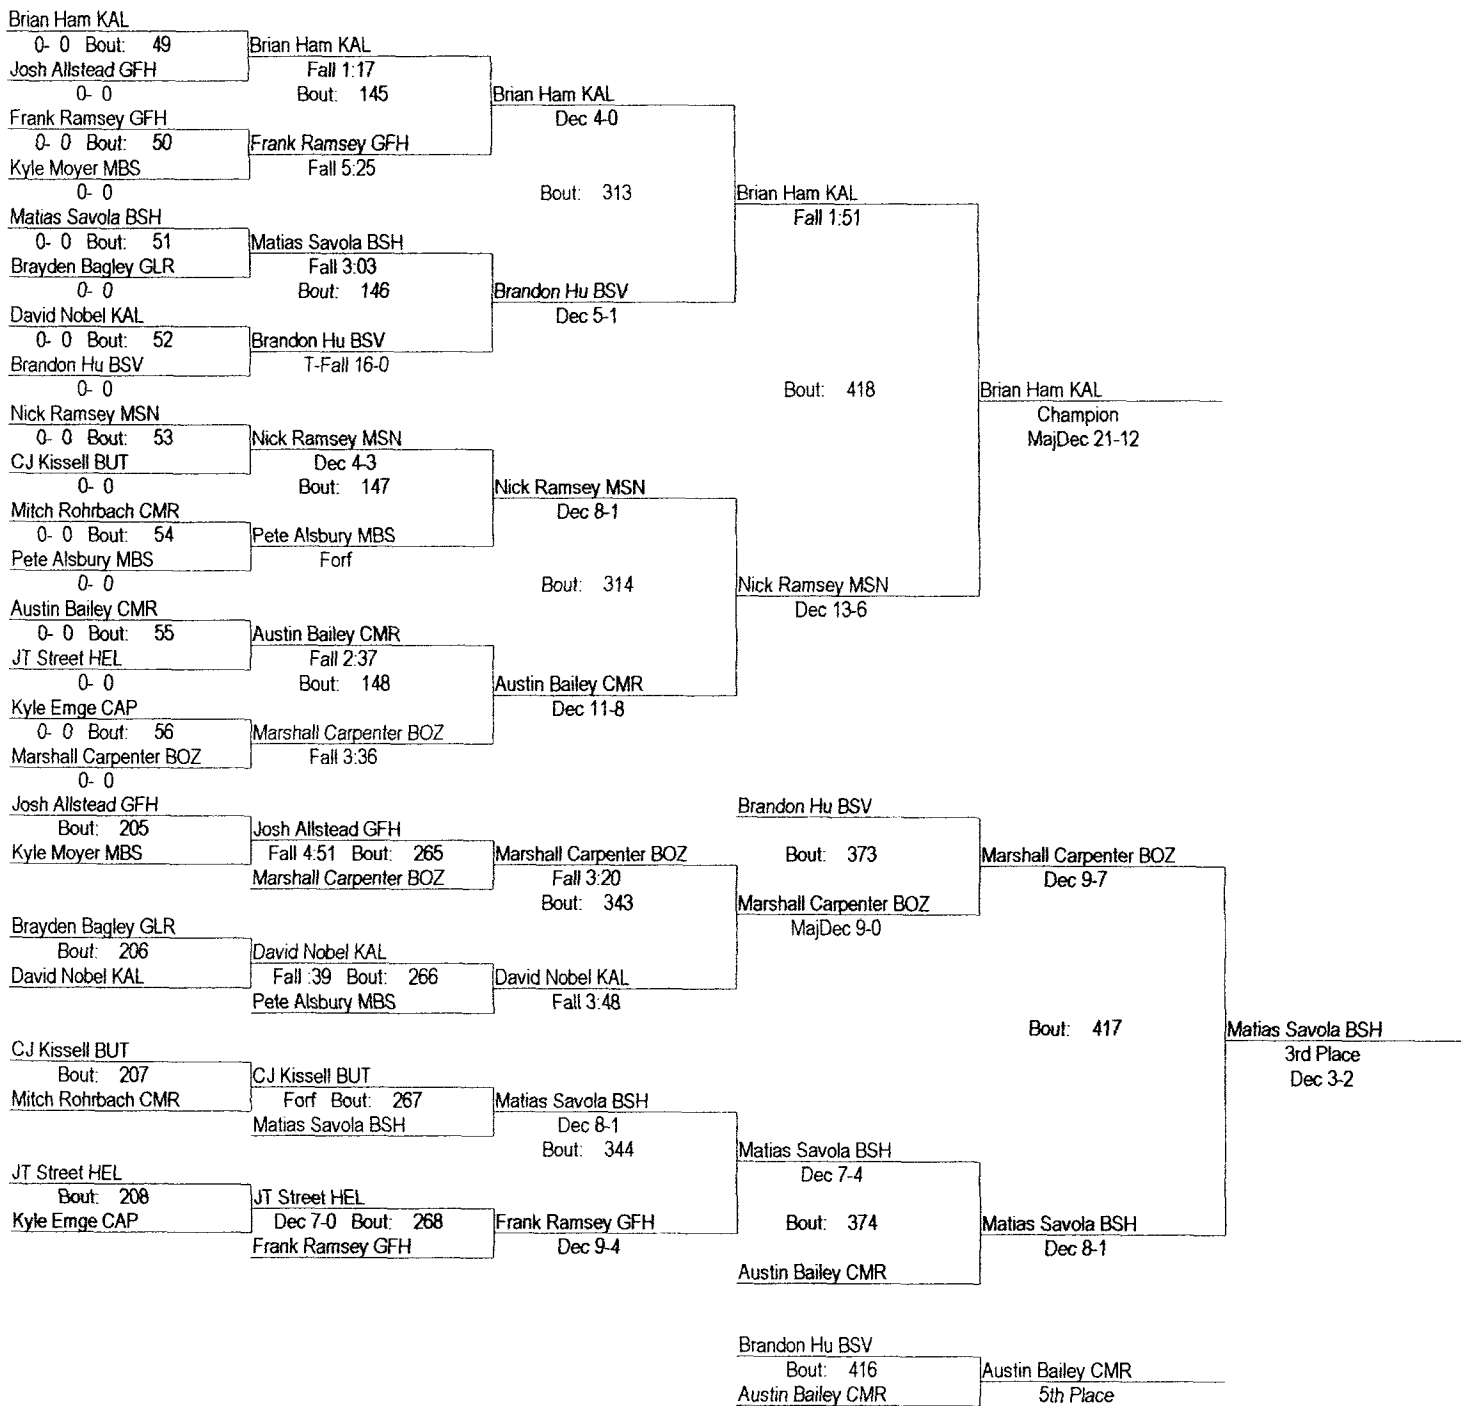 Brian Ham KAL
0- 0 Bout: 49
Brian Ham KAL
Josh Allstead GFH
Fall 1:17
0- 0
Bout: 145
Brian Ham KAL
Frank Ramsey GFH
Dec 4-0
0- 0 Bout: 50
Frank Ramsey GFH
Kyle Moyer MBS
Fall 5:25
0- 0
Bout: 313
Brian Ham KAL
Matias Savola BSH
Fall 1:51
0- 0 Bout: 51
Matias Savola BSH
Brayden Bagley GLR
Fall 3:03
0- 0
Bout: 146
Brandon Hu BSV
David Nobel KAL
Dec 5-1
0- 0 Bout: 52
Brandon Hu BSV
Brandon Hu BSV
T-Fall 16-0
0- 0
Bout: 418
Brian Ham KAL
Nick Ramsey MSN
Champion
0- 0 Bout: 53
Nick Ramsey MSN
MajDec 21-12
CJ Kissell BUT
Dec 4-3
0- 0
Bout: 147
Nick Ramsey MSN
Mitch Rohrbach CMR
Dec 8-1
0- 0 Bout: 54
Pete Alsbury MBS
Pete Alsbury MBS
Forf
0- 0
Bout: 314
Nick Ramsey MSN
Austin Bailey CMR
Dec 13-6
0- 0 Bout: 55
Austin Bailey CMR
JT Street HEL
Fall 2:37
0- 0
Bout: 148
Austin Bailey CMR
Kyle Emge CAP
Dec 11-8
0- 0 Bout: 56
Marshall Carpenter BOZ
Marshall Carpenter BOZ
Fall 3:36
0- 0
Josh Allstead GFH
Brandon Hu BSV
Bout: 205
Josh Allstead GFH
Kyle Moyer MBS
Fall 4:51 Bout: 265
Marshall Carpenter BOZ
Bout: 373
Marshall Carpenter BOZ
Marshall Carpenter BOZ
Fall 3:20
Dec 9-7
Bout: 343
Marshall Carpenter BOZ
Brayden Bagley GLR
MajDec 9-0
Bout: 206
David Nobel KAL
David Nobel KAL
Fall :39 Bout: 266
David Nobel KAL
Pete Alsbury MBS
Fall 3:48
Bout: 417
Matias Savola BSH
CJ Kissell BUT
3rd Place
Bout: 207
CJ Kissell BUT
Dec 3-2
Mitch Rohrbach CMR
Forf Bout: 267
Matias Savola BSH
Matias Savola BSH
Dec 8-1
Bout: 344
Matias Savola BSH
JT Street HEL
Dec 7-4
Bout: 208
JT Street HEL
Kyle Emge CAP
Dec 7-0 Bout: 268
Frank Ramsey GFH
Bout: 374
Matias Savola BSH
Frank Ramsey GFH
Dec 9-4
Dec 8-1
Austin Bailey CMR
Brandon Hu BSV
Bout: 416
Austin Bailey CMR
Austin Bailey CMR
5th Place